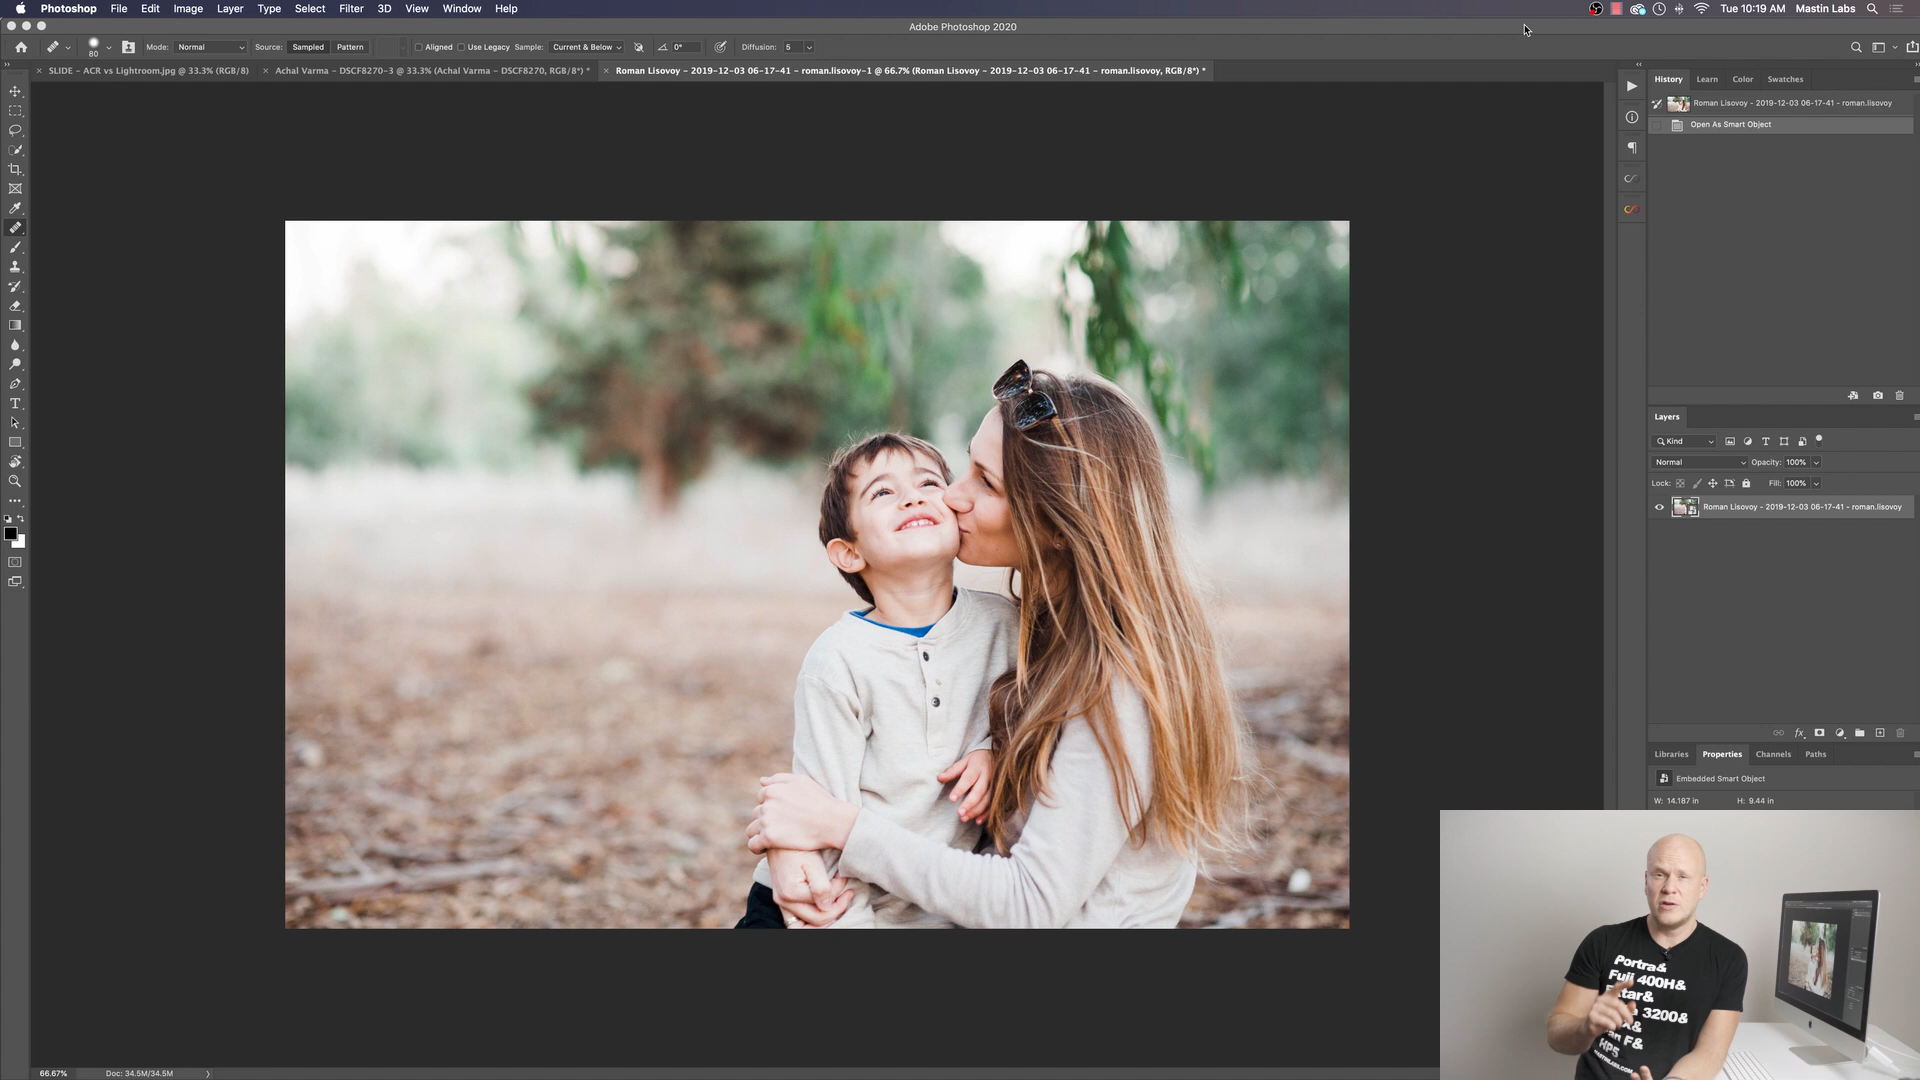 Photoshop File Edit Image Layer Type Select Filter 3D View Window Help Tue 10:19 AM Mastin Labs
Adobe Photoshop 2020
80 Mode: Normal Source: Sampled Pattern Aligned Use Legacy Sample: Current & Below 0° Diffusion: 5
SLIDE - ACR vs Lightroom.jpg @ 33.3% (RGB/8) Achal Varma - DSCF8270-3 @ 33.3% (Achal Varma - DSCF8270, RGB/8*) * Roman Lisovoy - 2019-12-03 06-17-41 - roman.lisovoy-1 @ 66.7% (Roman Lisovoy - 2019-12-03 06-17-41 - roman.lisovoy, RGB/8*) *
History Learn Color Swatches
Roman Lisovoy - 2019-12-03 06-17-41 - roman.lisovoy
Open As Smart Object
Layers
Kind
Normal Opacity: 100%
Lock: Fill: 100%
Roman Lisovoy - 2019-12-03 06-17-41 - roman.lisovoy
Libraries Properties Channels Paths
Embedded Smart Object
W: 14.187 in H: 9.44 in
Portra&
Fuji 400H&
3200&
F&
HP5
66.67% Doc: 34.5M/34.5M